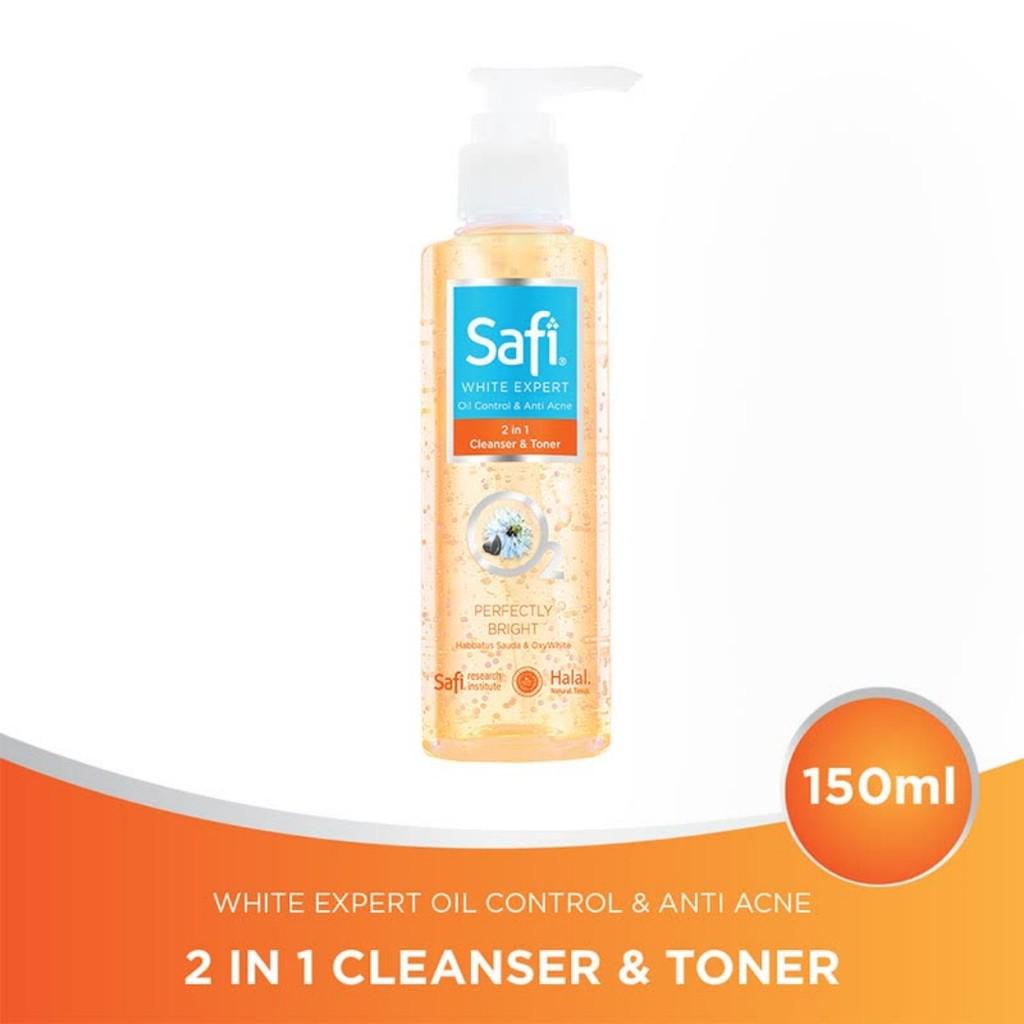 Safi®
WHITE EXPERT
Oil Control & Anti Acne
2 in 1
Cleanser & Toner
O2
PERFECTLY
BRIGHT
Habbatus Sauda & OxyWhite
Safi research
institute
Halal.
Natural.
150ml
WHITE EXPERT OIL CONTROL & ANTI ACNE
2 IN 1 CLEANSER & TONER